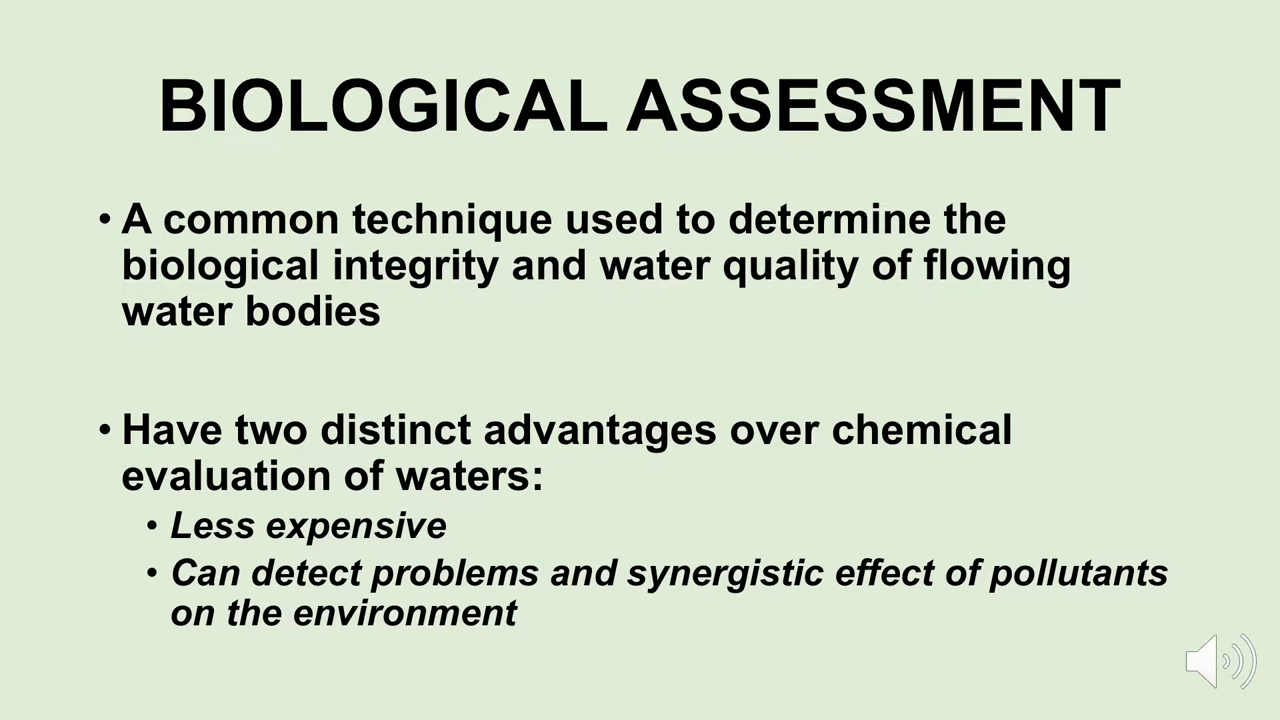 BIOLOGICAL ASSESSMENT
• A common technique used to determine the
biological integrity and water quality of flowing
water bodies
• Have two distinct advantages over chemical
evaluation of waters:
• Less expensive
• Can detect problems and synergistic effect of pollutants
on the environment